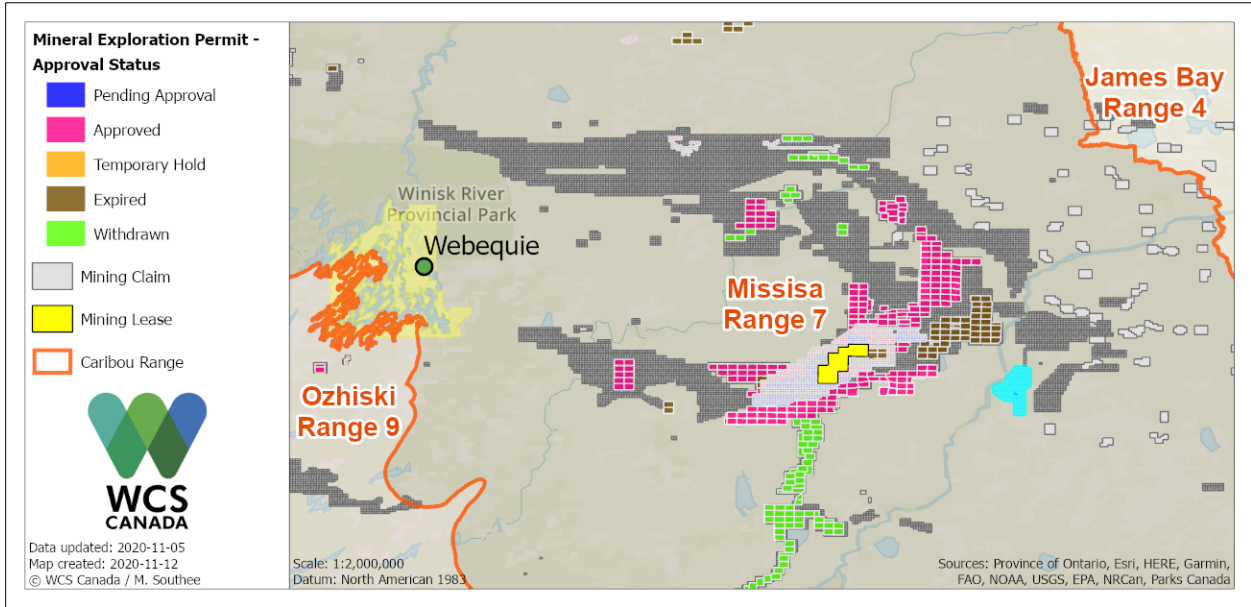 Mineral Exploration Permit -
Approval Status
Pending Approval
Approved
Temporary Hold
Expired
Withdrawn
Mining Claim
Mining Lease
Caribou Range
WCS
CANADA
Data updated: 2020-11-05
Map created: 2020-11-12
© WCS Canada / M. Southee
James Bay
Range 4
Winisk River
Provincial Park
Webequie
Missisa
Range 7
Ozhiski
Range 9
Scale: 1:2,000,000
Datum: North American 1983
Sources: Province of Ontario, Esri, HERE, Garmin,
FAO, NOAA, USGS, EPA, NRCan, Parks Canada